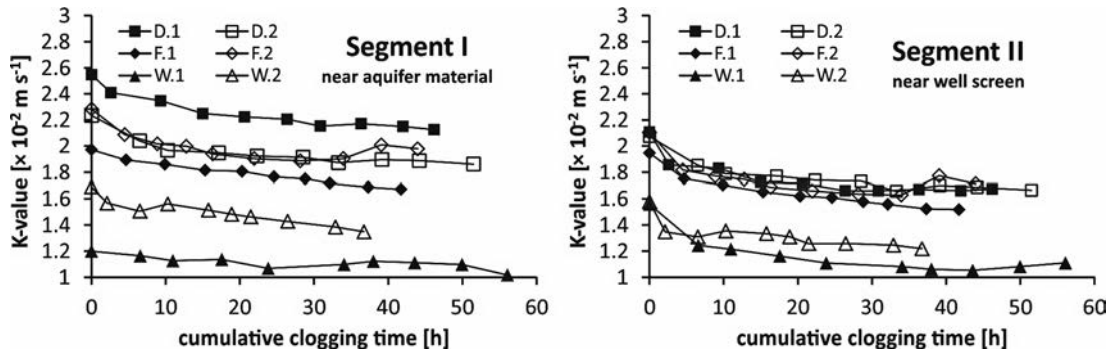 3
2.8
2.6
2.4
2.2
2
1.8
1.6
1.4
1.2
1
K-value [× 10⁻² m s⁻¹]
D.1 D.2
F.1 F.2
W.1 W.2
Segment I
near aquifer material
0 10 20 30 40 50 60
cumulative clogging time [h]
3
2.8
2.6
2.4
2.2
2
1.8
1.6
1.4
1.2
1
K-value [× 10⁻² m s⁻¹]
D.1 D.2
F.1 F.2
W.1 W.2
Segment II
near well screen
0 10 20 30 40 50 60
cumulative clogging time [h]